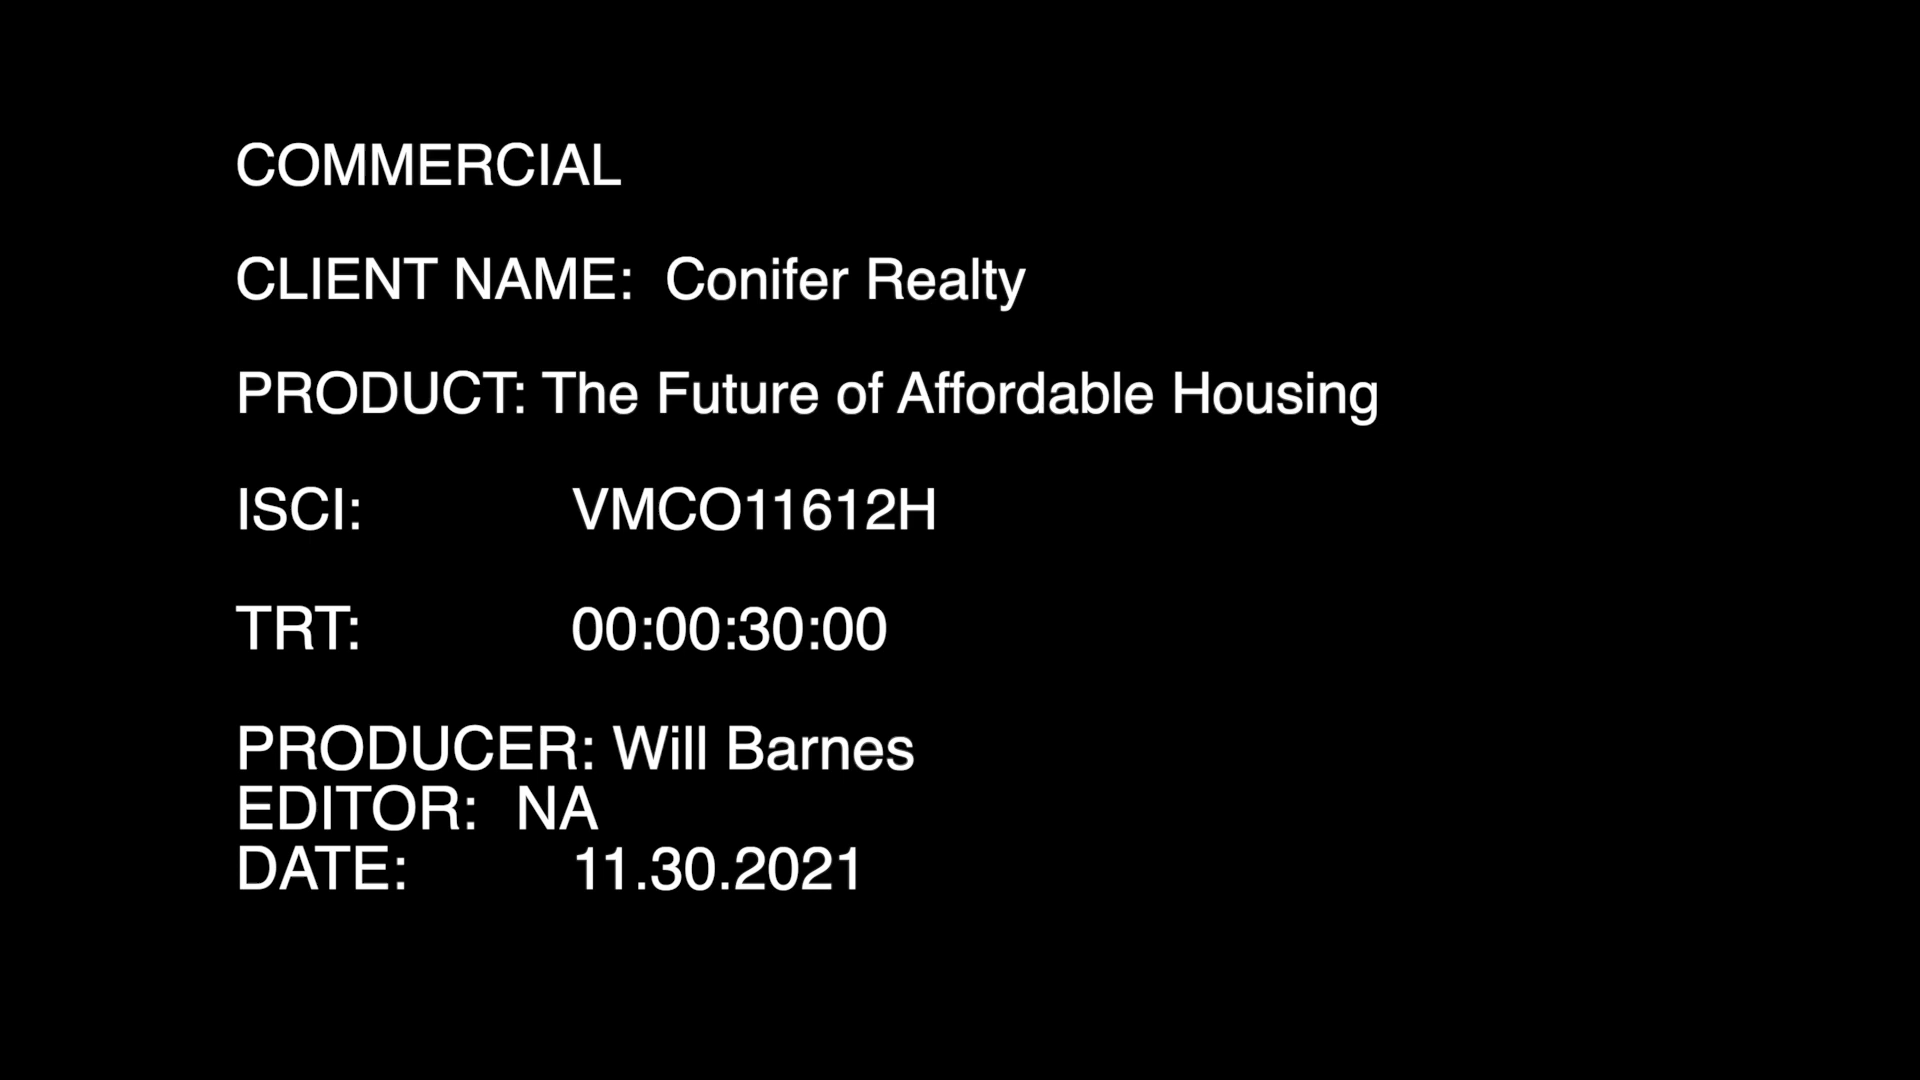 COMMERCIAL
CLIENT NAME: Conifer Realty
PRODUCT: The Future of Affordable Housing
ISCI: VMCO11612H
TRT: 00:00:30:00
PRODUCER: Will Barnes
EDITOR: NA
DATE: 11.30.2021